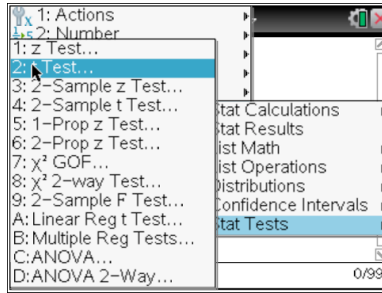 1: Actions
2: Number
1: z Test...
2: t Test...
3: 2-Sample z Test...
4: 2-Sample t Test...
5: 1-Prop z Test...
6: 2-Prop z Test...
7: χ² GOF...
8: χ² 2-way Test...
9: 2-Sample F Test...
A: Linear Reg t Test...
B: Multiple Reg Tests...
C: ANOVA...
D: ANOVA 2-Way...
Stat Calculations
Stat Results
List Math
List Operations
Distributions
Confidence Intervals
Stat Tests
0/99